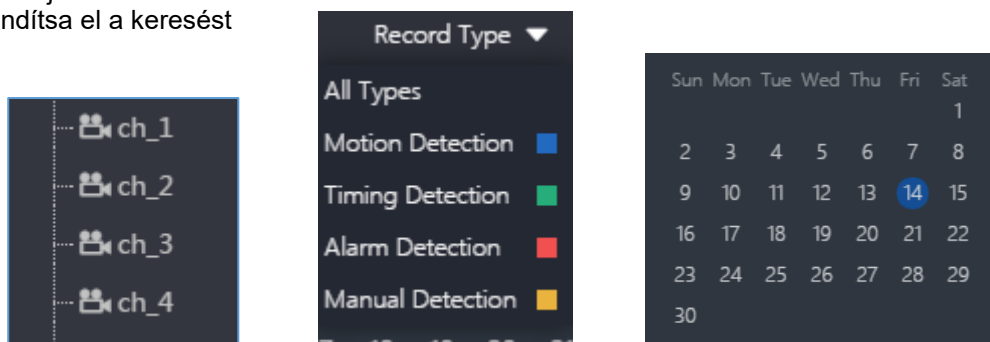 ndítsa el a keresést
ch_1
ch_2
ch_3
ch_4
Record Type
All Types
Motion Detection
Timing Detection
Alarm Detection
Manual Detection
Sun Mon Tue Wed Thu Fri Sat
1
2 3 4 5 6 7 8
9 10 11 12 13 14 15
16 17 18 19 20 21 22
23 24 25 26 27 28 29
30